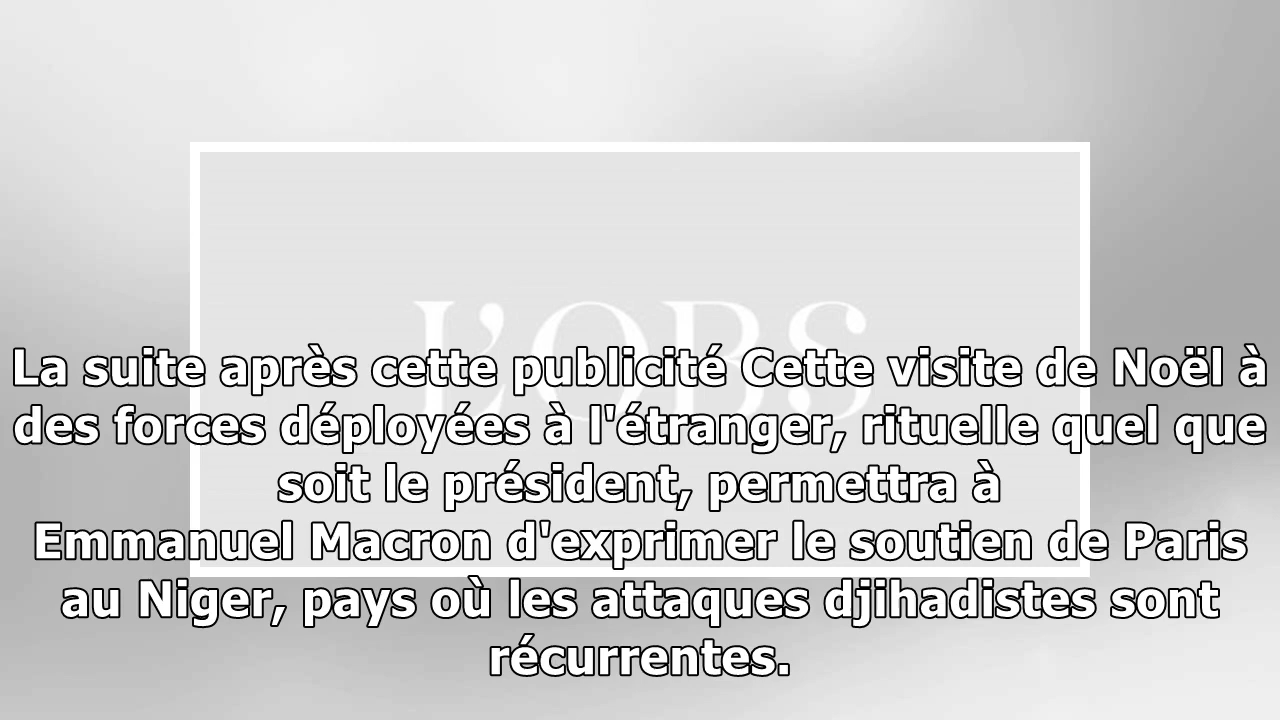 L'OBS
La suite après cette publicité Cette visite de Noël à
des forces déployées à l'étranger, rituelle quel que
soit le président, permettra à
Emmanuel Macron d'exprimer le soutien de Paris
au Niger, pays où les attaques djihadistes sont
récurrentes.